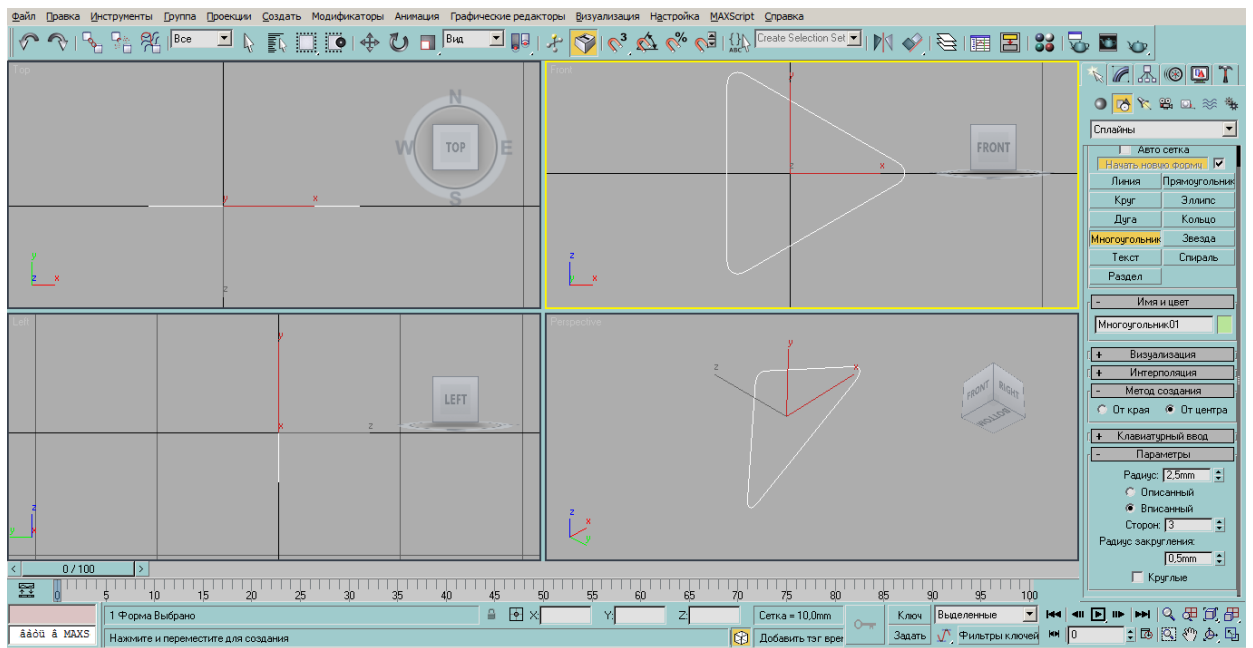 Файл Правка Инструменты Группа Проекции Создать Модификаторы Анимация Графические редакторы Визуализация Настройка MAXScript Справка
Все Вид 3 % ABC Create Selection Set
Top
N
W TOP E
S
y x
z
y
z x
Front
y
x
z
FRONT
z
x
Left
y
x z
LEFT
z
y x
Perspective
y
z x
FRONT RIGHT
BOTTOM
z
x
y
Сплайны
Авто сетка
Начать новую форму
Линия Прямоугольник
Круг Эллипс
Дуга Кольцо
Многоугольник Звезда
Текст Спираль
Раздел
- Имя и цвет
Многоугольник01
+ Визуализация
+ Интерполяция
- Метод создания
От края От центра
+ Клавиатурный ввод
- Параметры
Радиус: 2,5mm
Описанный
Вписанный
Сторон: 3
Радиус закругления:
0,5mm
Круглые
< 0 / 100 >
0 5 10 15 20 25 30 35 40 45 50 55 60 65 70 75 80 85 90 95 100
1 Форма Выбрано X: Y: Z: Сетка = 10,0mm Ключ Выделенные
âàòü â MAXS Нажмите и переместите для создания Добавить тэг врем Задать Фильтры ключей 0